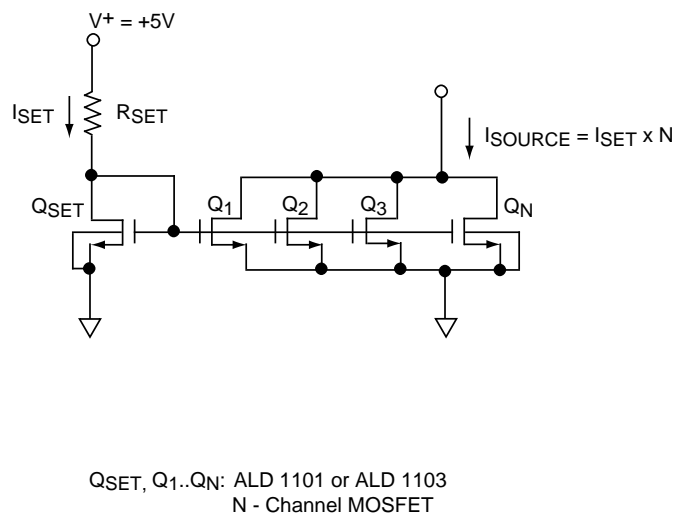 V+ = +5V
ISET
RSET
ISOURCE = ISET x N
QSET
Q1
Q2
Q3
QN
QSET, Q1..QN: ALD 1101 or ALD 1103
N - Channel MOSFET